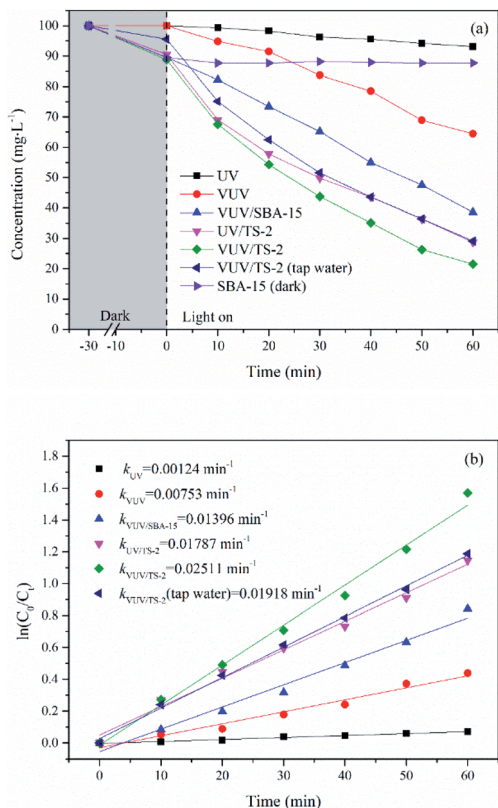 (a)
100
90
80
70
60
50
40
30
20
10
0
Concentration (mg·L⁻¹)
UV
VUV
VUV/SBA-15
UV/TS-2
VUV/TS-2
VUV/TS-2 (tap water)
SBA-15 (dark)
Dark
Light on
-30 -10 0 10 20 30 40 50 60
Time (min)
(b)
1.4
1.2
1.0
0.8
0.6
0.4
0.2
0.0
ln(C₀/Cₜ)
k_UV=0.00124 min⁻¹
k_VUV=0.00753 min⁻¹
k_VUV/SBA-15=0.01396 min⁻¹
k_UV/TS-2=0.01787 min⁻¹
k_VUV/TS-2=0.02511 min⁻¹
k_VUV/TS-2(tap water)=0.01918 min⁻¹
0 10 20 30 40 50 60
Time (min)